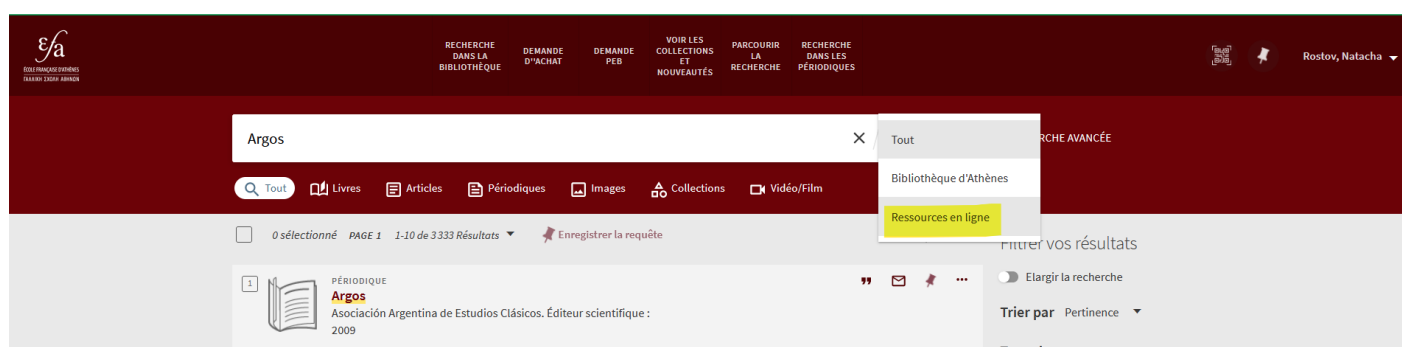 εfa
ÉCOLE FRANÇAISE D'ATHÈNES
ΓΑΛΛΙΚΗ ΣΧΟΛΗ ΑΘΗΝΩΝ
RECHERCHE
DANS LA
BIBLIOTHÈQUE
DEMANDE
D"ACHAT
DEMANDE
PEB
VOIR LES
COLLECTIONS
ET
NOUVEAUTÉS
PARCOURIR
LA
RECHERCHE
RECHERCHE
DANS LES
PÉRIODIQUES
Rostov, Natacha
Argos
Tout
RCHE AVANCÉE
Bibliothèque d'Athènes
Ressources en ligne
Tout
Livres
Articles
Périodiques
Images
Collections
Vidéo/Film
0 sélectionné PAGE 1 1-10 de 3 333 Résultats
Enregistrer la requête
Filtrer vos résultats
Elargir la recherche
Trier par Pertinence
1
PÉRIODIQUE
Argos
Asociación Argentina de Estudios Clásicos. Éditeur scientifique :
2009